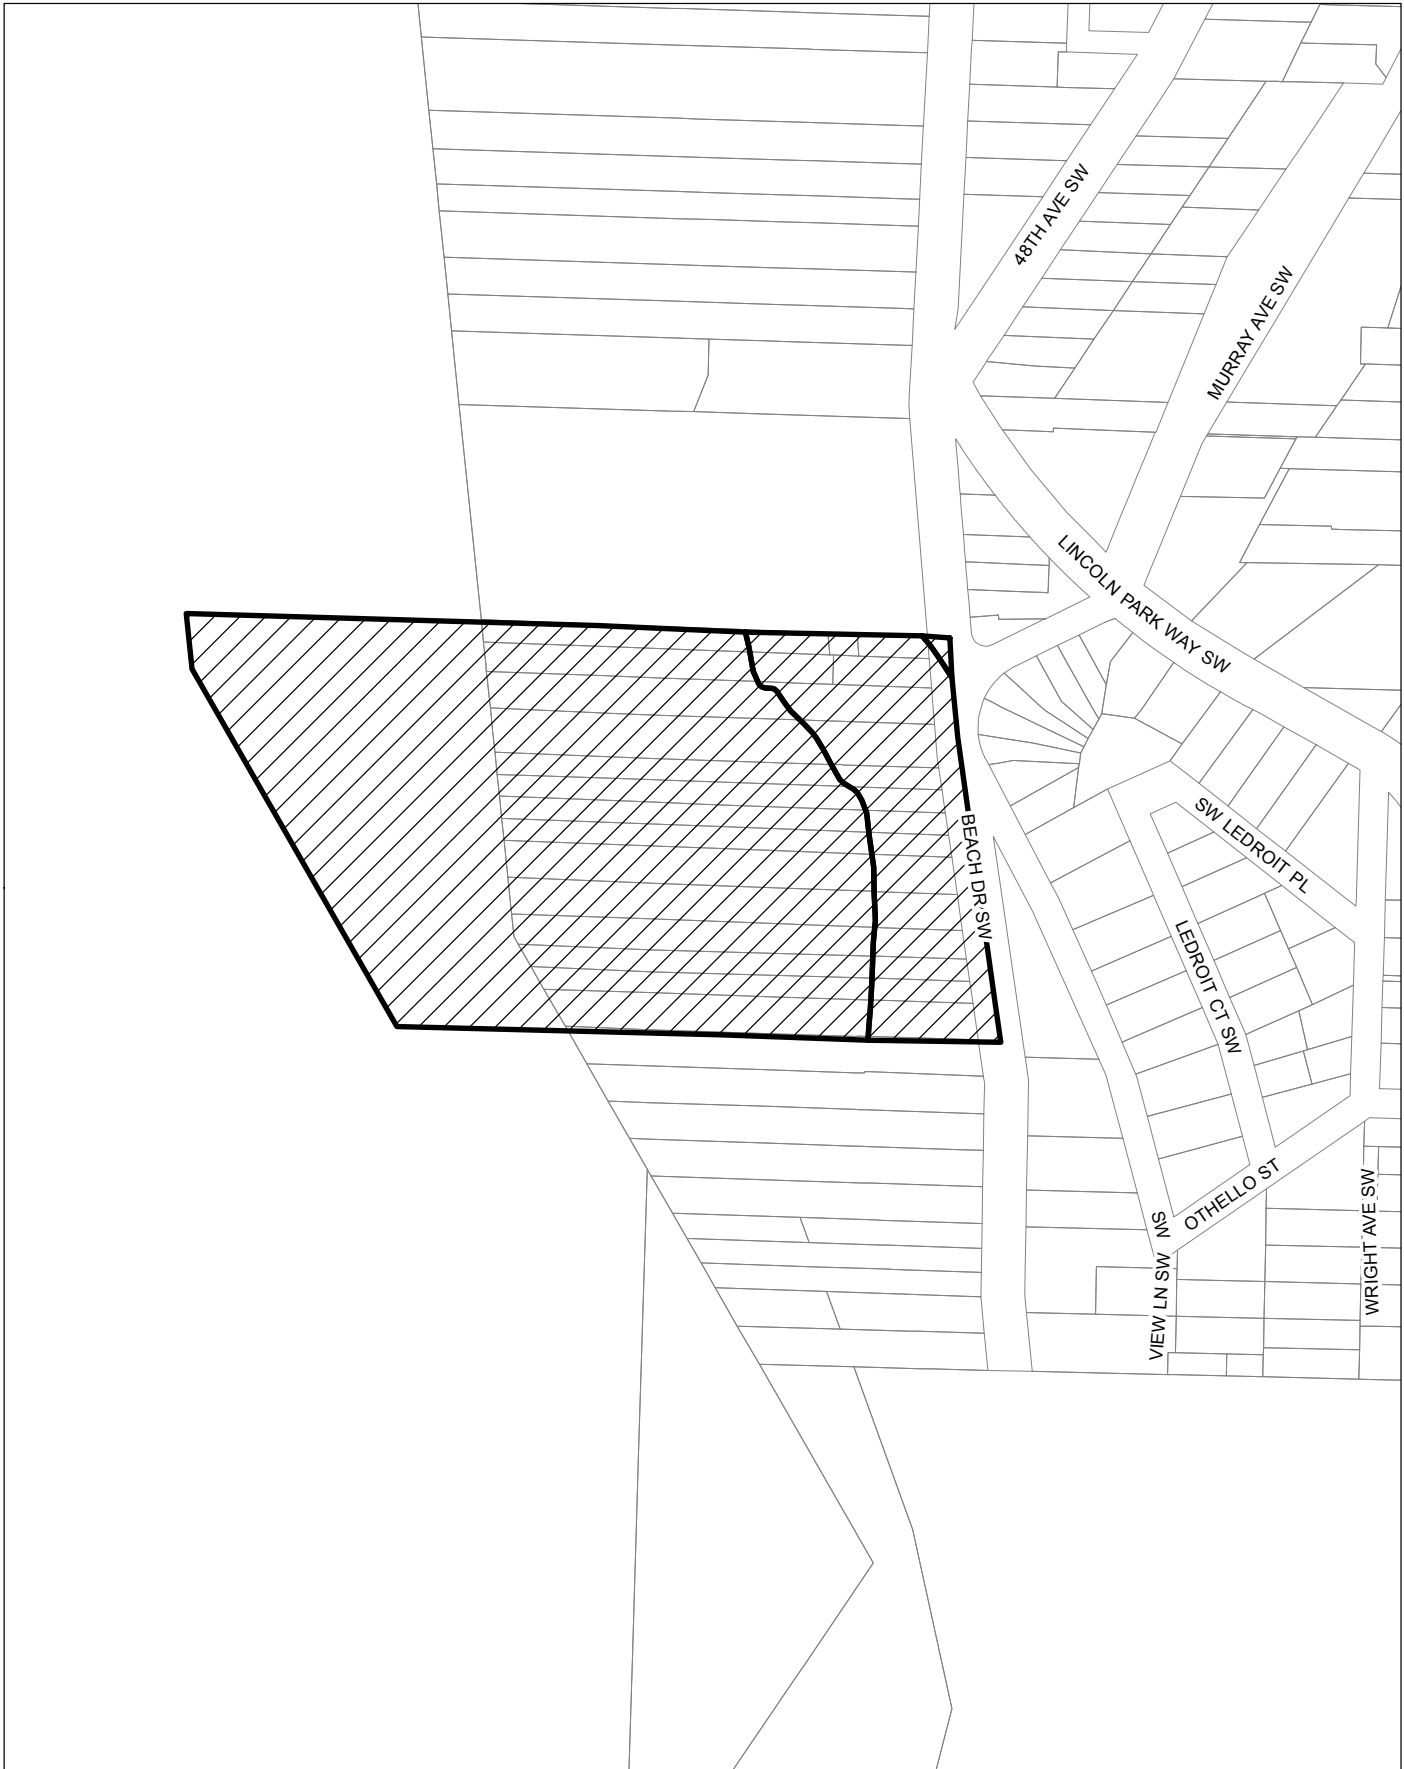 48TH AVE SW
MURRAY AVE SW
LINCOLN PARK WAY SW
SW LEDROIT PL
BEACH DR SW
LEDROIT CT SW
OTHELLO ST
WRIGHT AVE SW
SW
VIEW LN SW